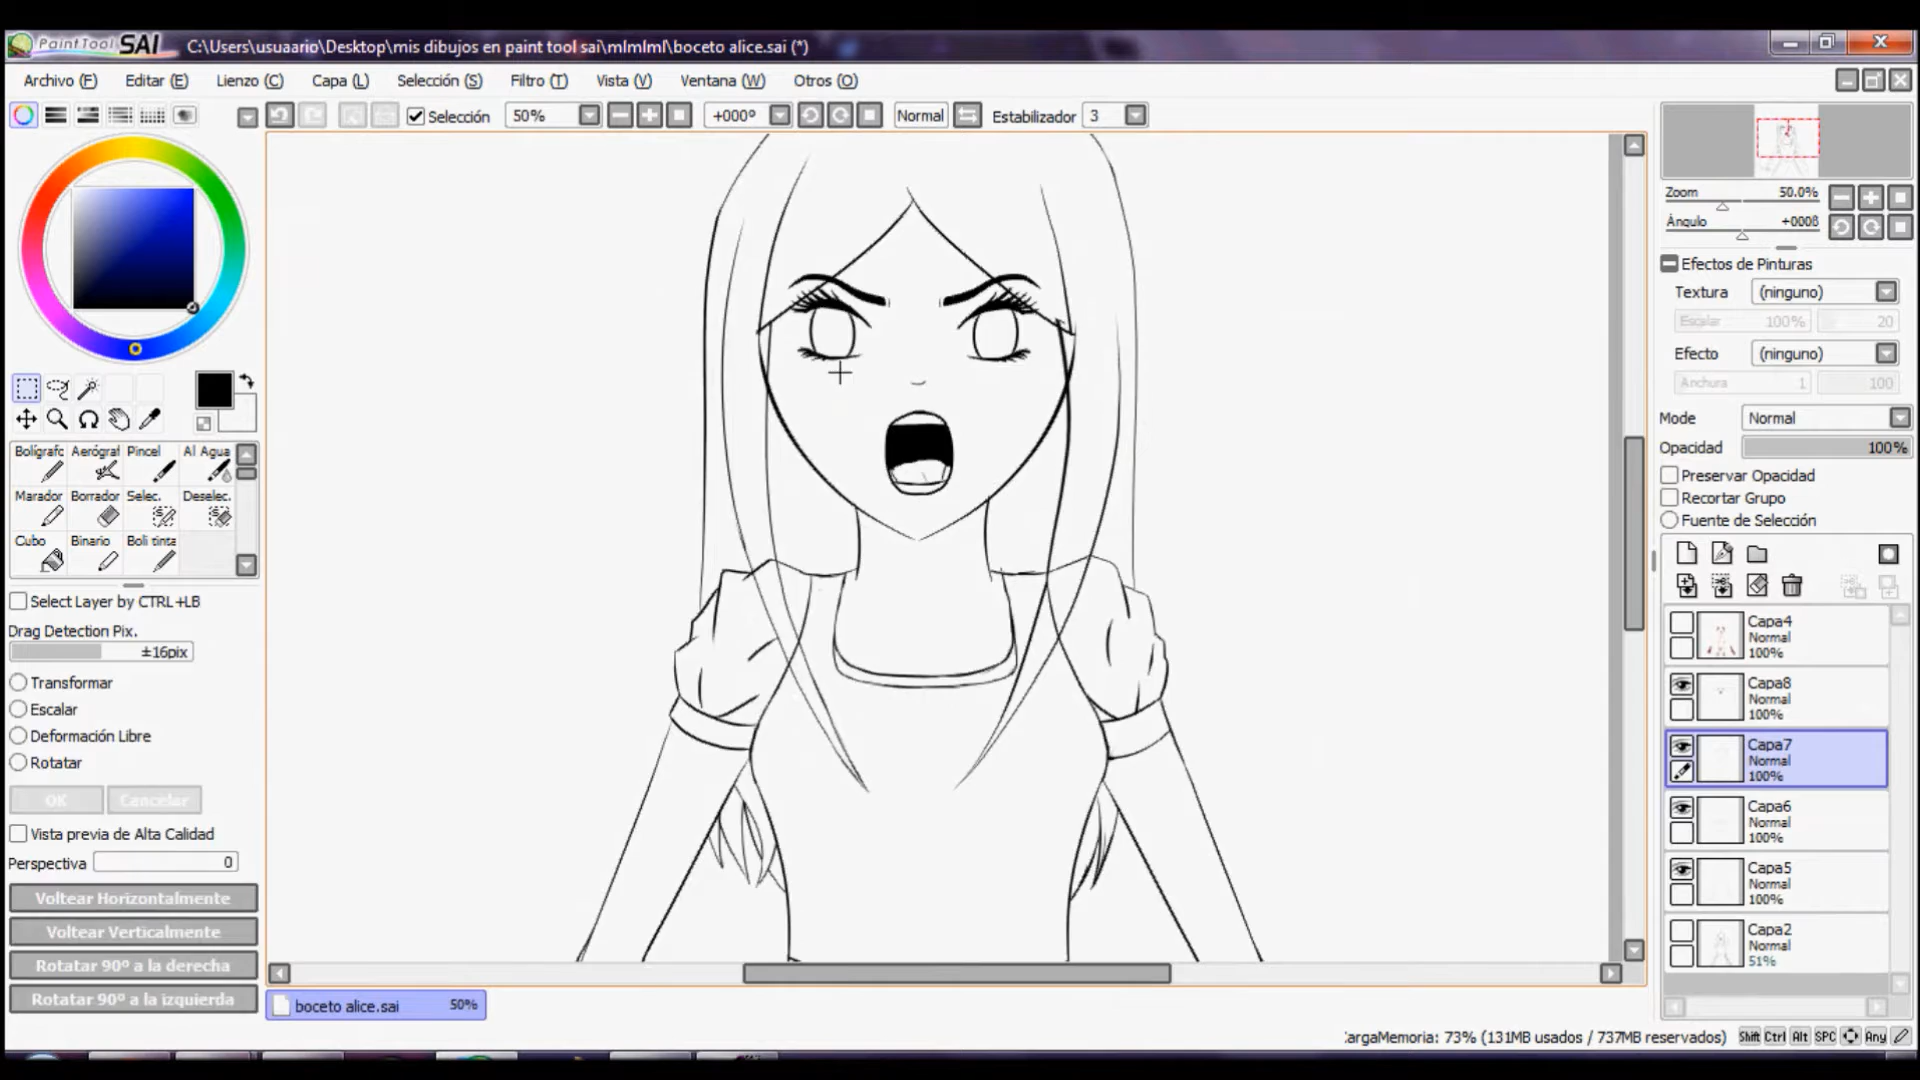 PaintTool SAI C:\Users\usuaario\Desktop\mis dibujos en paint tool sai\mlmlml\boceto alice.sai (*)
Archivo (F) Editar (E) Lienzo (C) Capa (L) Selección (S) Filtro (T) Vista (V) Ventana (W) Otros (O)
Selección 50% +000º Normal Estabilizador 3
Zoom 50.0%
Ángulo +0008
Efectos de Pinturas
Textura (ninguno)
Escalar 100% 20
Efecto (ninguno)
Anchura 1 100
Mode Normal
Opacidad 100%
Preservar Opacidad
Recortar Grupo
Fuente de Selección
Bolígrafo Aerógraf Pincel Al Agua
Marador Borrador Selec. Deselec.
Cubo Binario Boli tinta
Select Layer by CTRL+LB
Drag Detection Pix.
±16pix
Transformar
Escalar
Deformación Libre
Rotatar
OK Cancelar
Vista previa de Alta Calidad
Perspectiva 0
Voltear Horizontalmente
Voltear Verticalmente
Rotatar 90º a la derecha
Rotatar 90º a la izquierda
Capa4
Normal
100%
Capa8
Normal
100%
Capa7
Normal
100%
Capa6
Normal
100%
Capa5
Normal
100%
Capa2
Normal
51%
boceto alice.sai 50%
CargaMemoria: 73% (131MB usados / 737MB reservados) Shift Ctrl Alt SPC Any